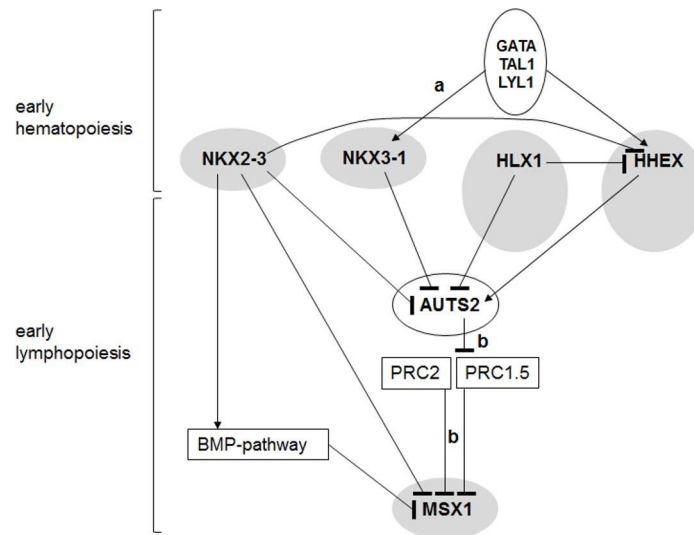 GATA
TAL1
LYL1
a
early
hematopoiesis
NKX2-3
NKX3-1
HLX1
HHEX
AUTS2
early
lymphopoiesis
b
PRC2
PRC1.5
b
BMP-pathway
MSX1